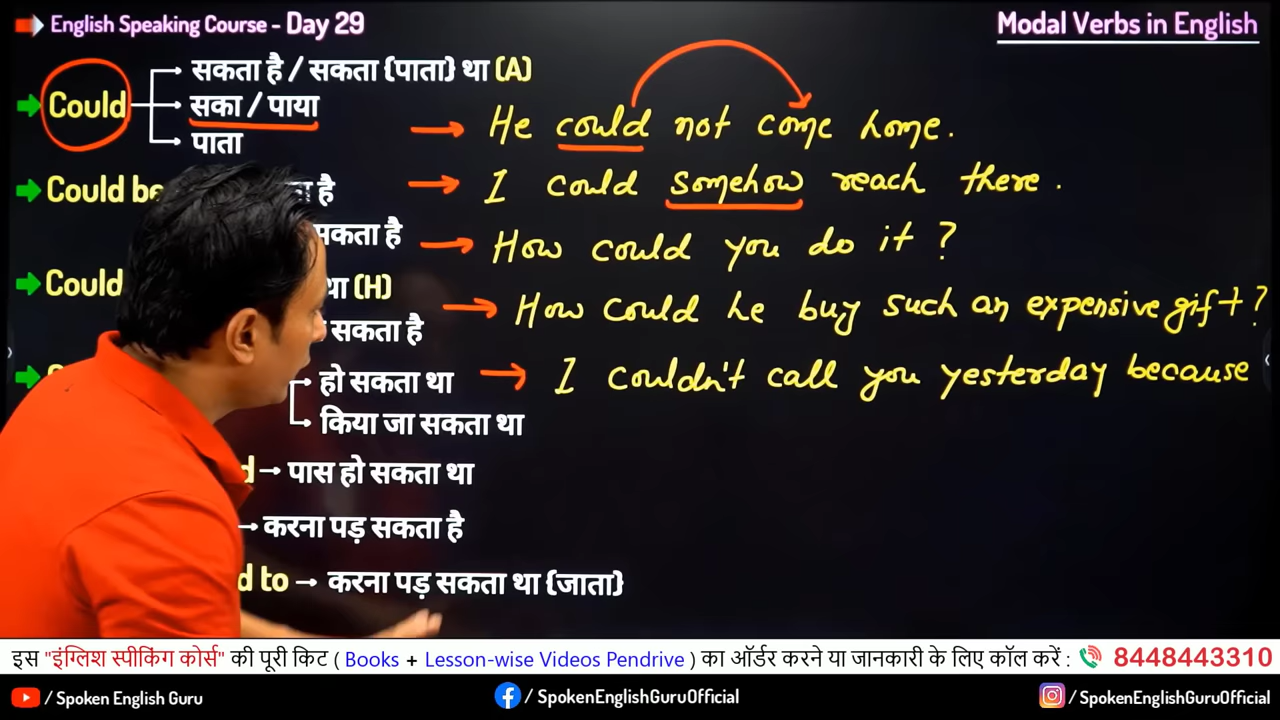 English Speaking Course - Day 29
Modal Verbs in English
Could
सकता है / सकता {पाता} था (A)
सका / पाया
पाता
He could not come home.
Could be
है
I could somehow reach there.
सकता है
How could you do it ?
Could
था (H)
How could he buy such an expensive gift ?
सकता है
हो सकता था
I couldn't call you yesterday because
किया जा सकता था
d → पास हो सकता था
→ करना पड़ सकता है
d to → करना पड़ सकता था {जाता}
इस "इंग्लिश स्पीकिंग कोर्स" की पूरी किट ( Books + Lesson-wise Videos Pendrive ) का ऑर्डर करने या जानकारी के लिए कॉल करें : 8448443310
/ Spoken English Guru
/ SpokenEnglishGuruOfficial
/ SpokenEnglishGuruOfficial